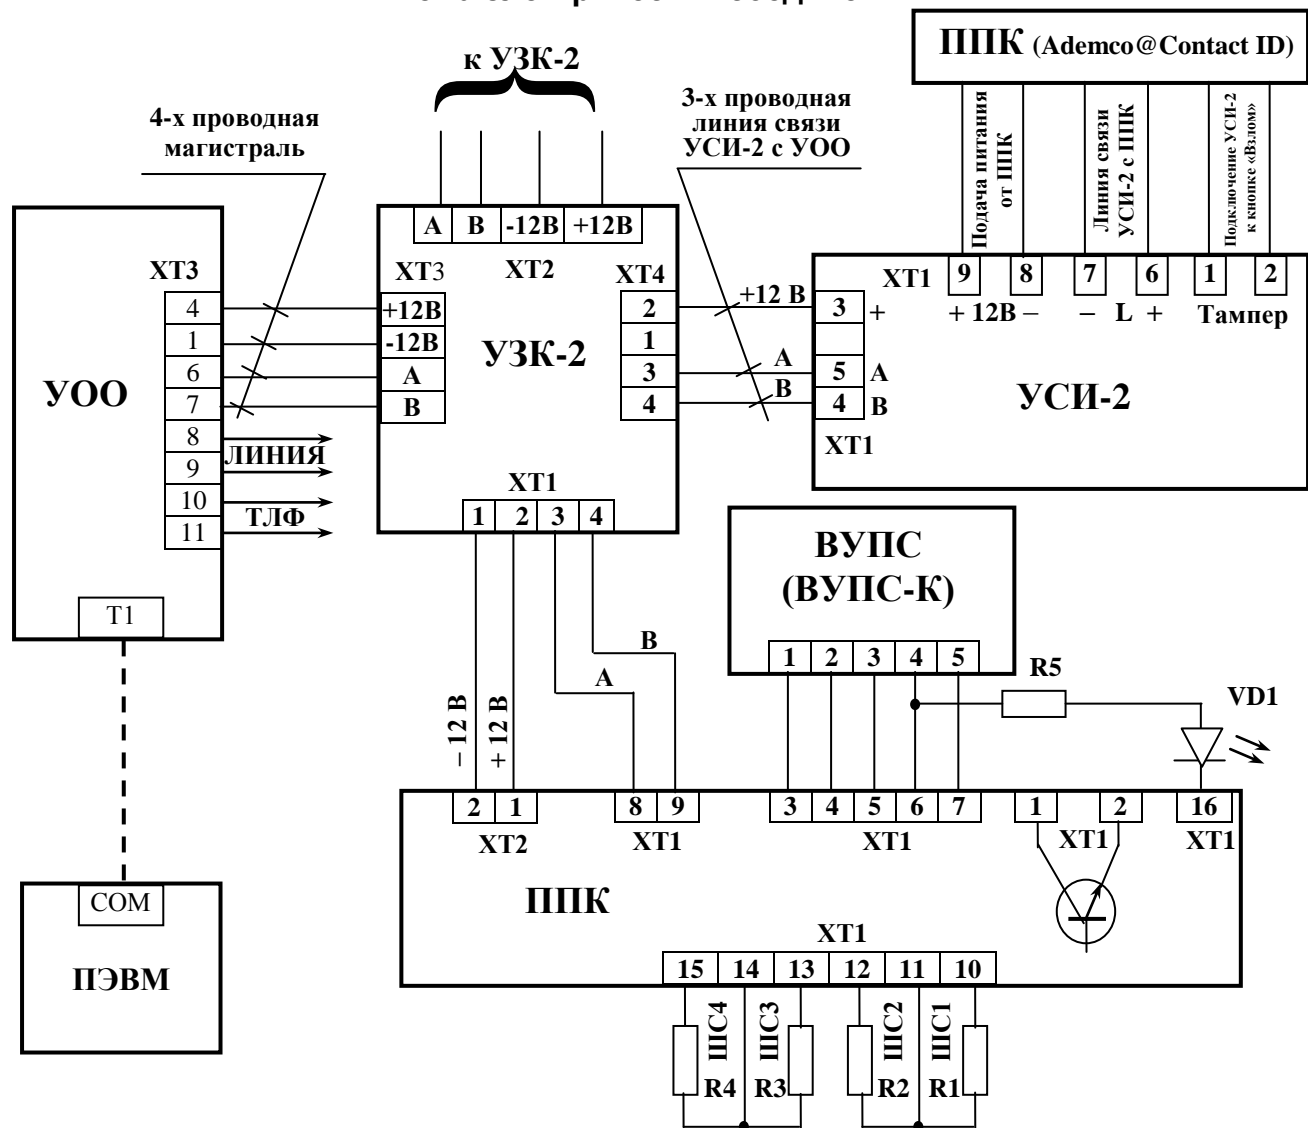 ППК (Ademco@Contact ID)
к УЗК-2
4-х проводная
магистраль
3-х проводная
линия связи
УСИ-2 с УОО
Подача питания
от ППК
Линия связи
УСИ-2 с ППК
Подключение УСИ-2
к кнопке «Взлом»
A B -12В +12В
XT2
XT3
4
1
6
7
8
9
10
11
УОО
ЛИНИЯ
ТЛФ
T1
XT3
+12В
-12В
A
B
УЗК-2
XT4
2
1
3
4
+12 В
A
B
XT1
9 8 7 6 1 2
+ 12В – – L + Тампер
3 +
5 A
4 B
XT1
УСИ-2
XT1
1 2 3 4
– 12 В
+ 12 В
A
B
ВУПС
(ВУПС-К)
1 2 3 4 5
R5
VD1
2 1
XT2
8 9
XT1
3 4 5 6 7
XT1
1 2
XT1
16
XT1
ППК
XT1
15 14 13 12 11 10
ШС4
ШС3
ШС2
ШС1
R4 R3 R2 R1
COM
ПЭВМ